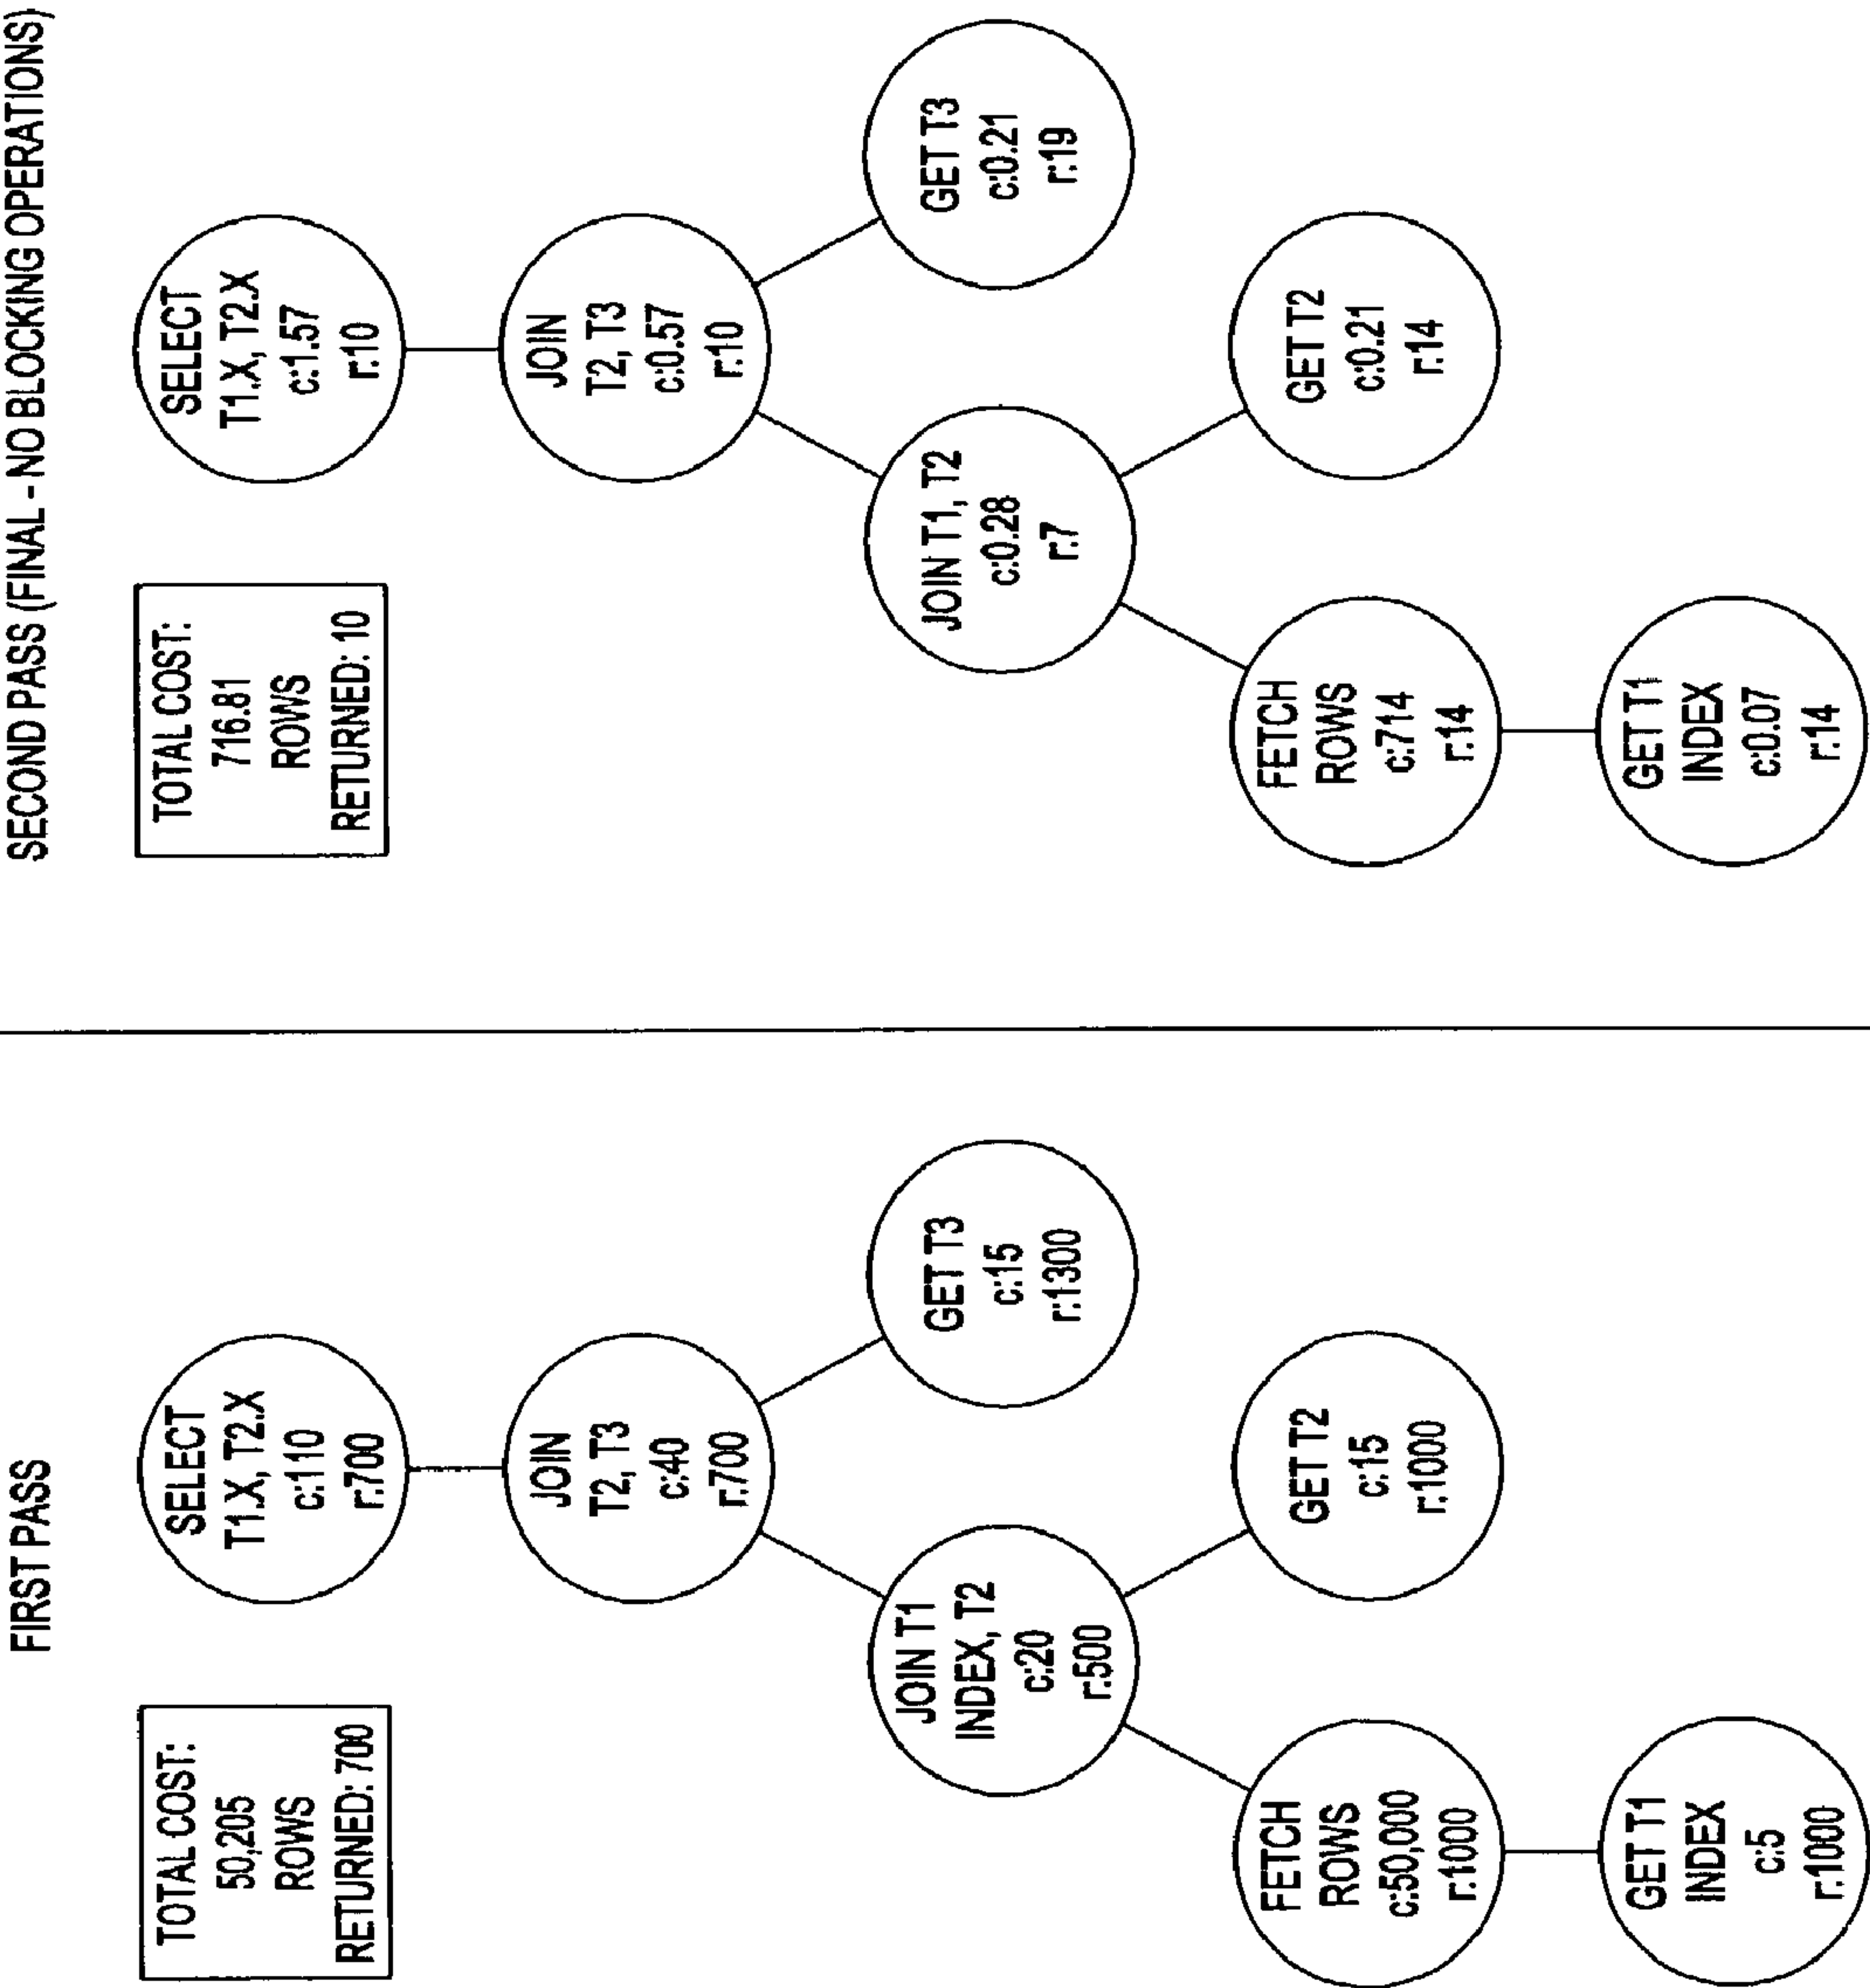 FIRST PASS
TOTAL COST:
50,205
ROWS
RETURNED: 700
SELECT
T1.X, T2.X
c:110
r:700
JOIN
T2, T3
c:40
r:700
JOIN T1
INDEX, T2
c:20
r:500
GET T3
c:15
r:1300
FETCH
ROWS
c:50,000
r:1000
GET T2
c:15
r:1000
GET T1
INDEX
c:5
r:1000
SECOND PASS (FINAL - NO BLOCKING OPERATIONS)
TOTAL COST:
716.81
ROWS
RETURNED: 10
SELECT
T1.X, T2.X
c:1.57
r:10
JOIN
T2, T3
c:0.57
r:10
JOIN T1, T2
c:0.28
r:7
GET T3
c:0.21
r:19
FETCH
ROWS
c:714
r:14
GET T2
c:0.21
r:14
GET T1
INDEX
c:0.07
r:14